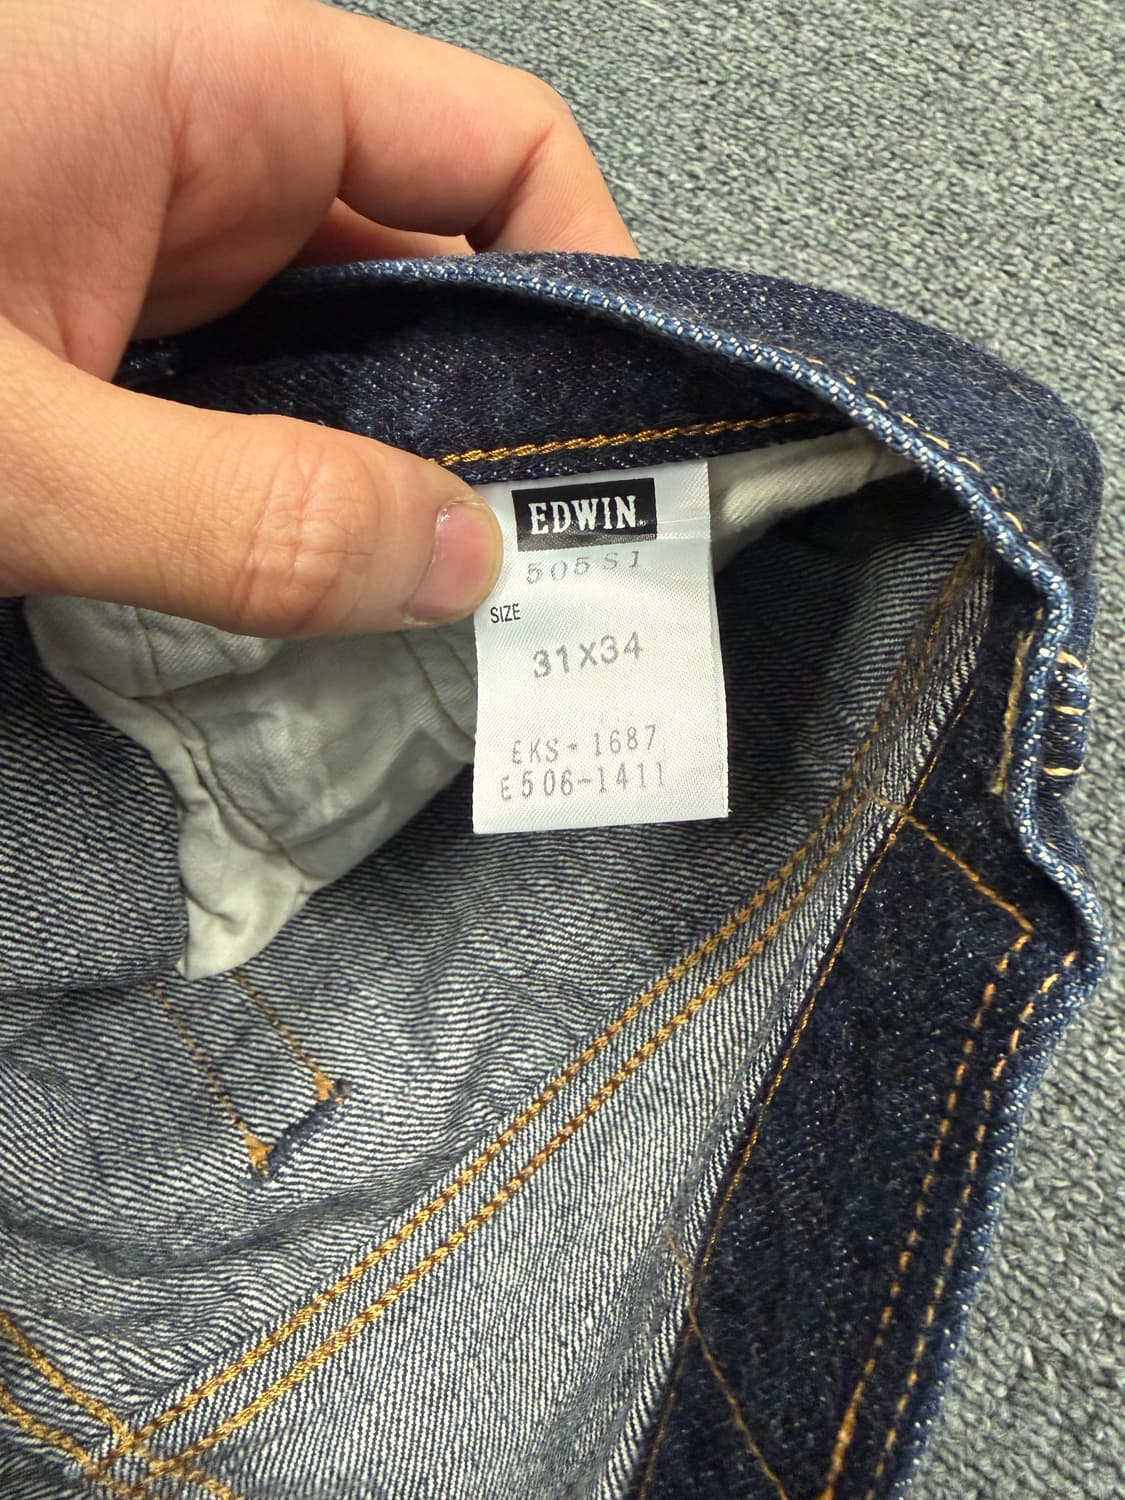 EDWIN
505S1
SIZE
31X34
EKS-1687
E506-1411